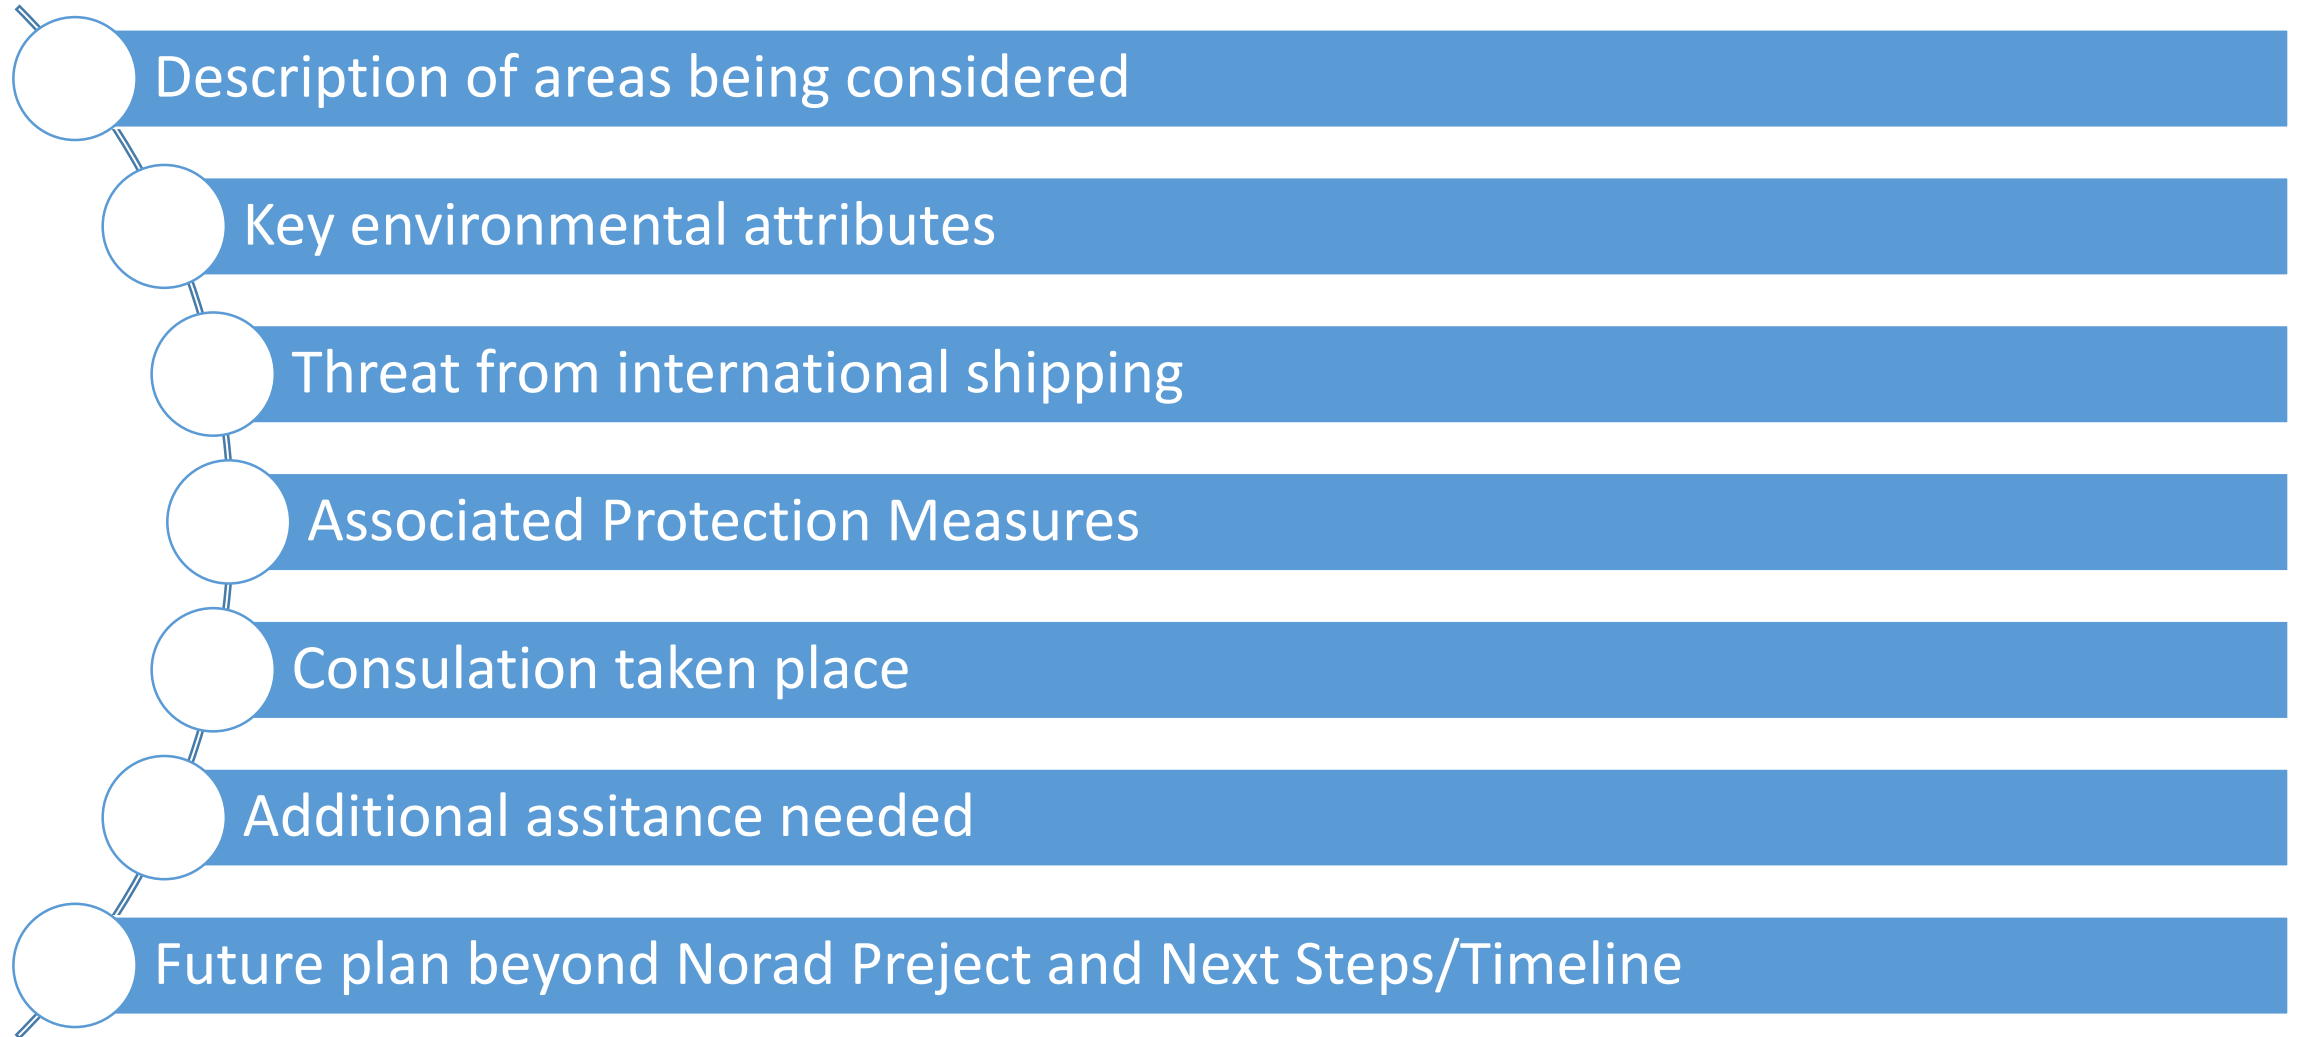 Description of areas being considered
Key environmental attributes
Threat from international shipping
Associated Protection Measures
Consulation taken place
Additional assitance needed
Future plan beyond Norad Preject and Next Steps/Timeline